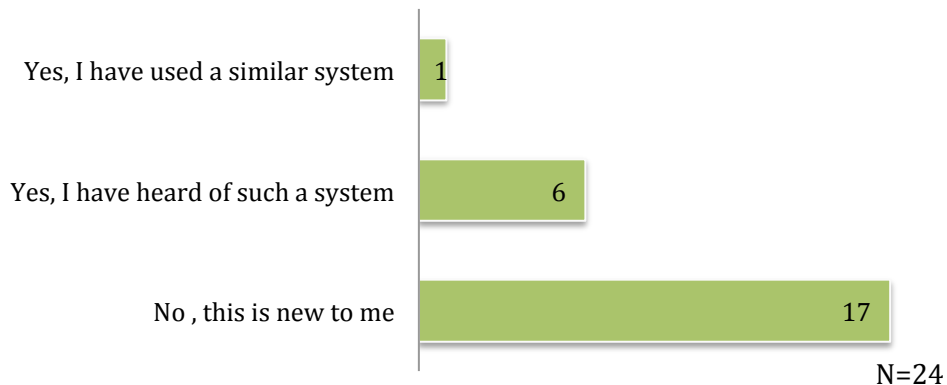 Yes, I have used a similar system 1
Yes, I have heard of such a system 6
No , this is new to me 17
N=24